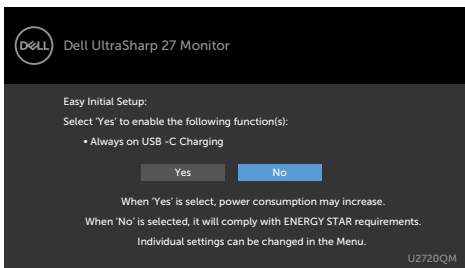 DELL Dell UltraSharp 27 Monitor
Easy Initial Setup:
Select 'Yes' to enable the following function(s):
• Always on USB -C Charging
Yes No
When 'Yes' is select, power consumption may increase.
When 'No' is selected, it will comply with ENERGY STAR requirements.
Individual settings can be changed in the Menu.
U2720QM